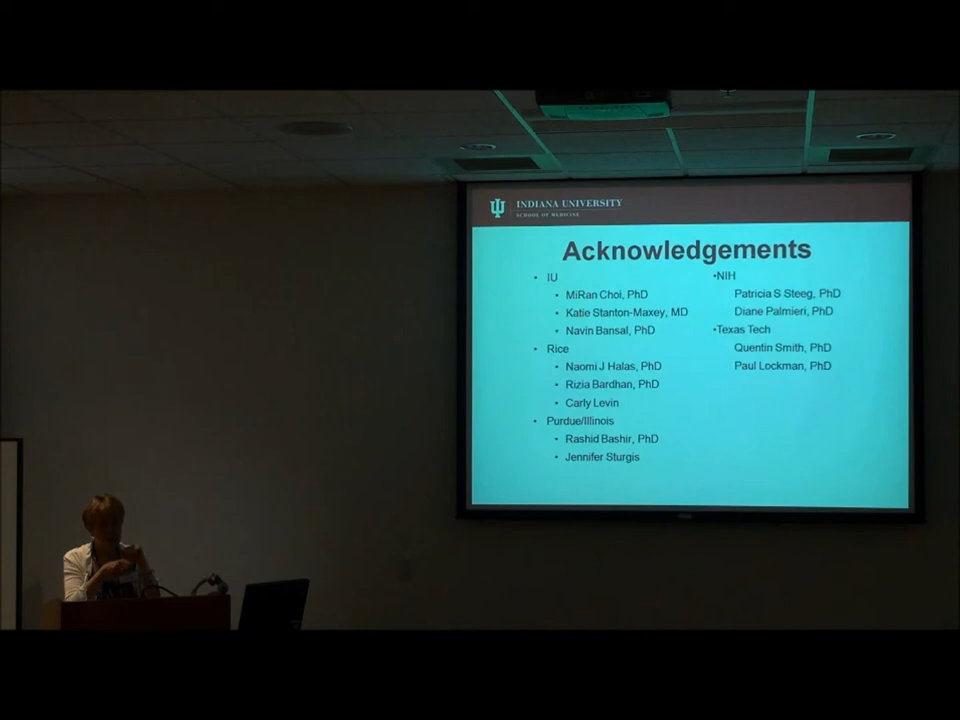 INDIANA UNIVERSITY
SCHOOL OF MEDICINE
Acknowledgements
• IU
• MiRan Choi, PhD
• Katie Stanton-Maxey, MD
• Navin Bansal, PhD
• Rice
• Naomi J Halas, PhD
• Rizia Bardhan, PhD
• Carly Levin
• Purdue/Illinois
• Rashid Bashir, PhD
• Jennifer Sturgis
•NIH
Patricia S Steeg, PhD
Diane Palmieri, PhD
•Texas Tech
Quentin Smith, PhD
Paul Lockman, PhD